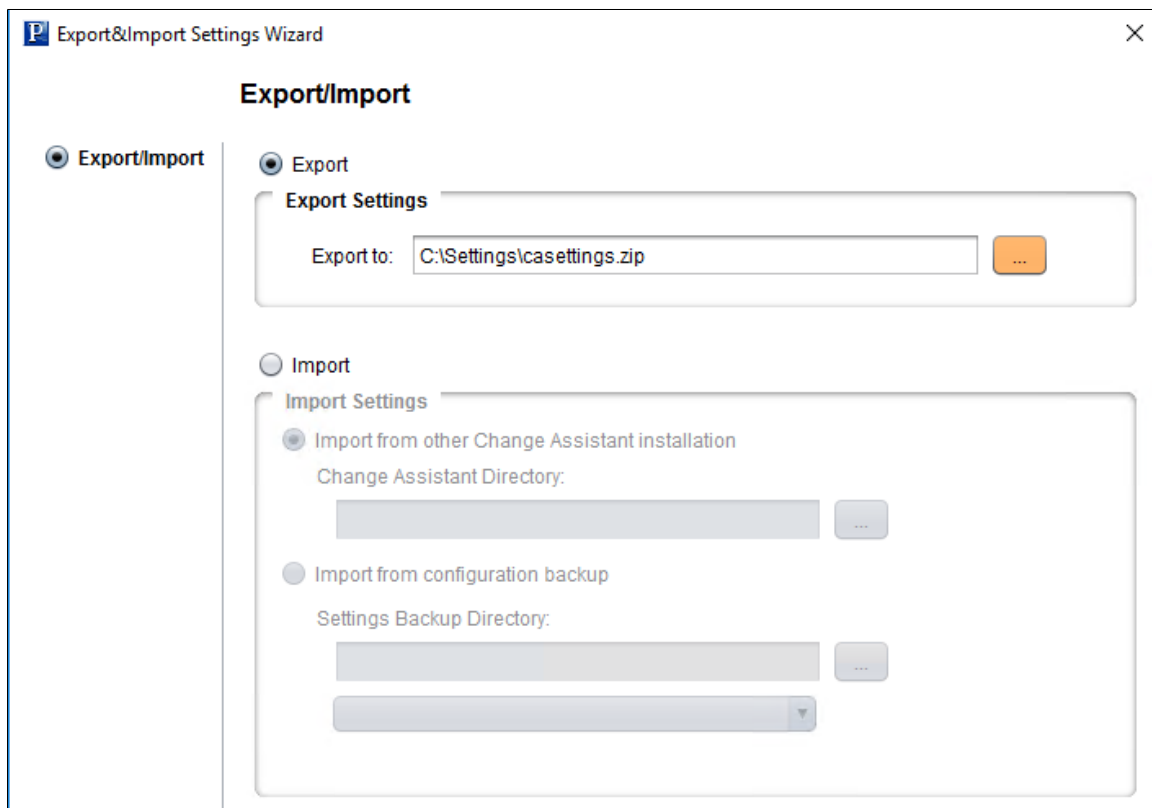 Export&Import Settings Wizard
Export/Import
Export/Import
Export
Export Settings
Export to: C:\Settings\casettings.zip ...
Import
Import Settings
Import from other Change Assistant installation
Change Assistant Directory:
...
Import from configuration backup
Settings Backup Directory:
...